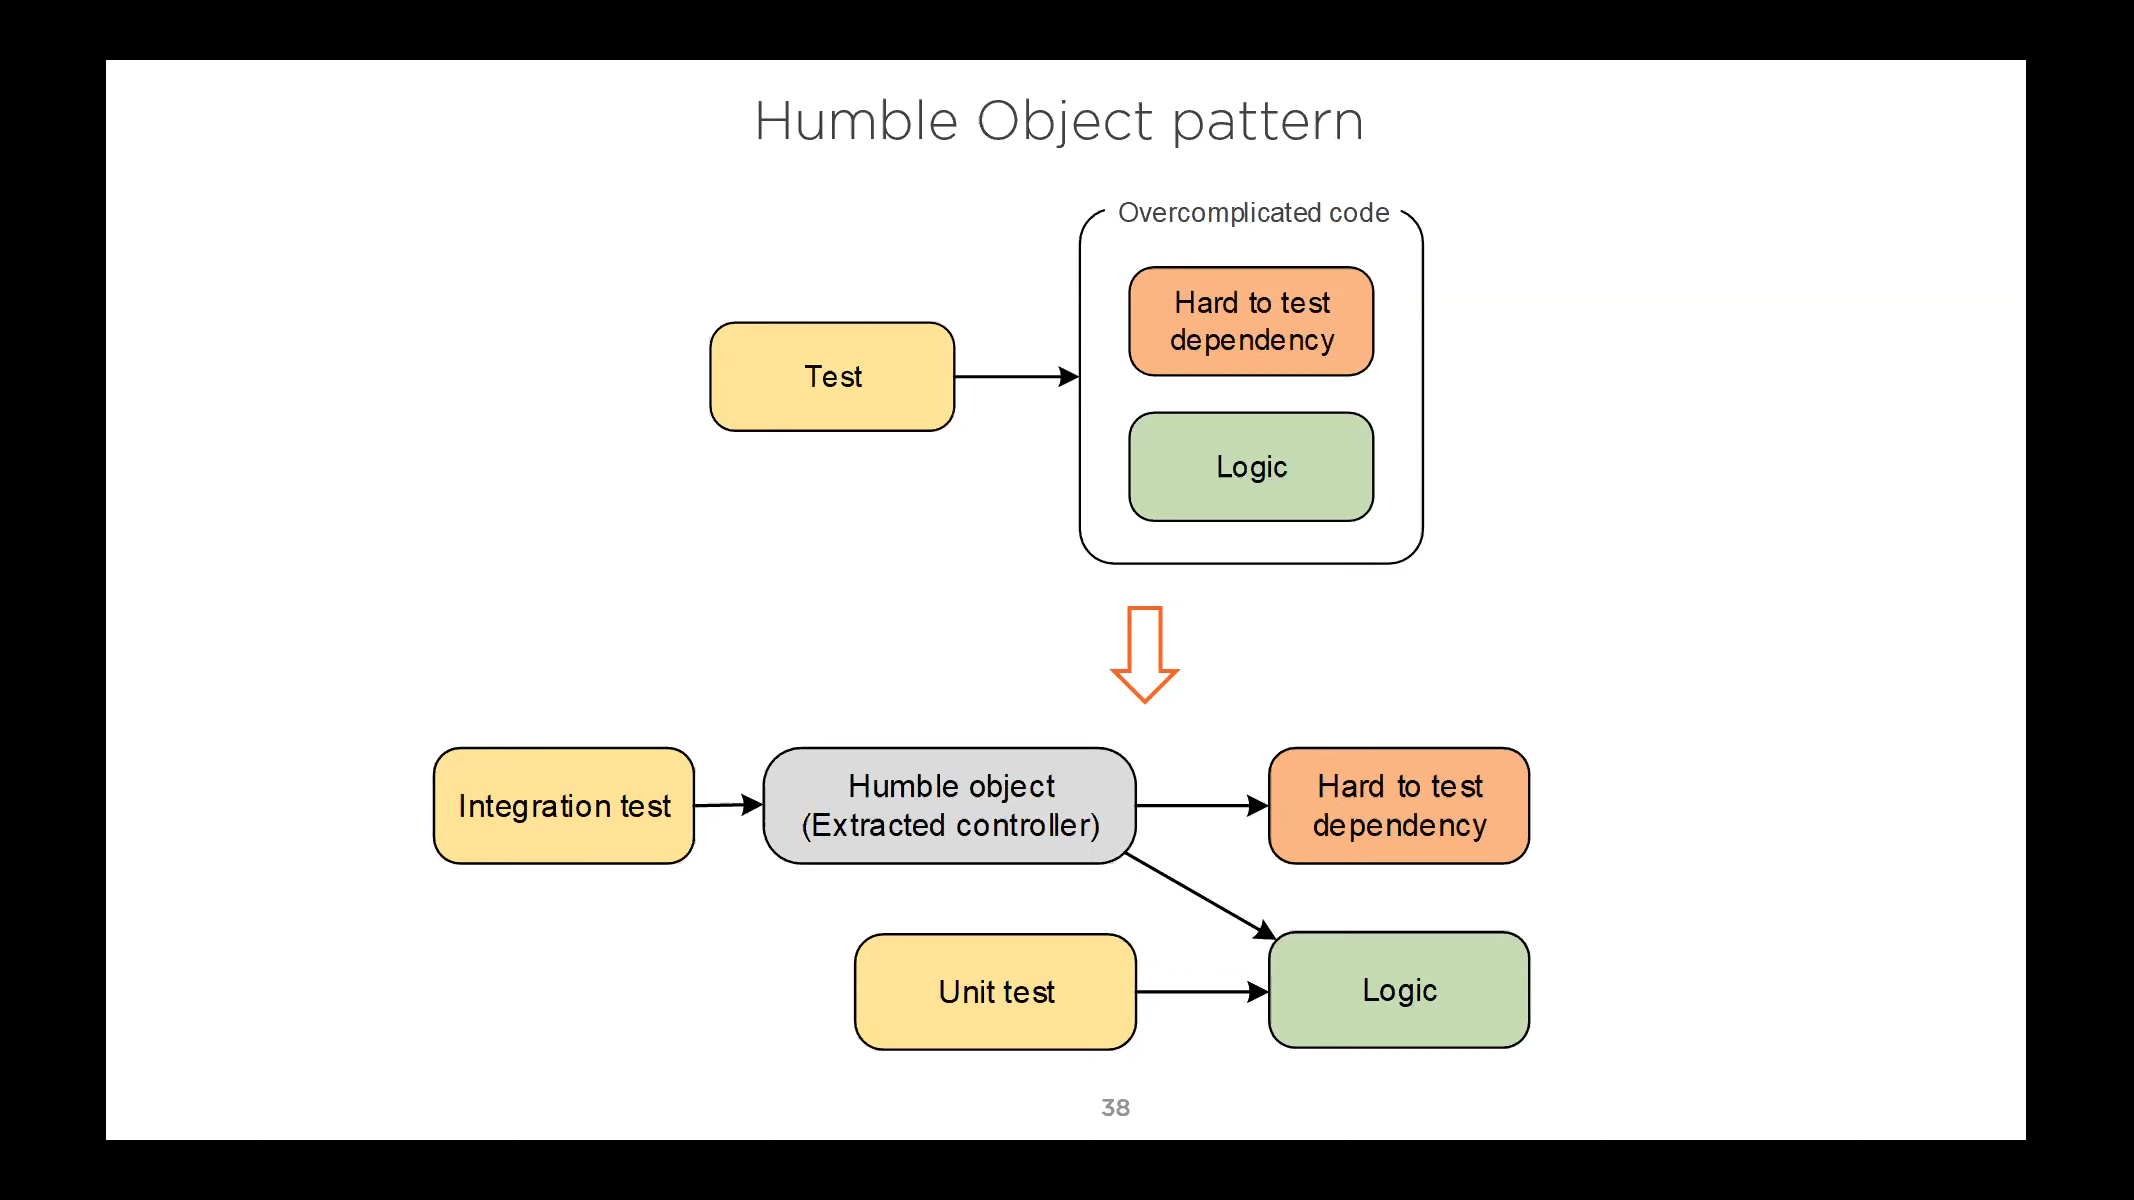 Humble Object pattern
Overcomplicated code
Hard to test
dependency
Test
Logic
Integration test
Humble object
(Extracted controller)
Hard to test
dependency
Unit test
Logic
38